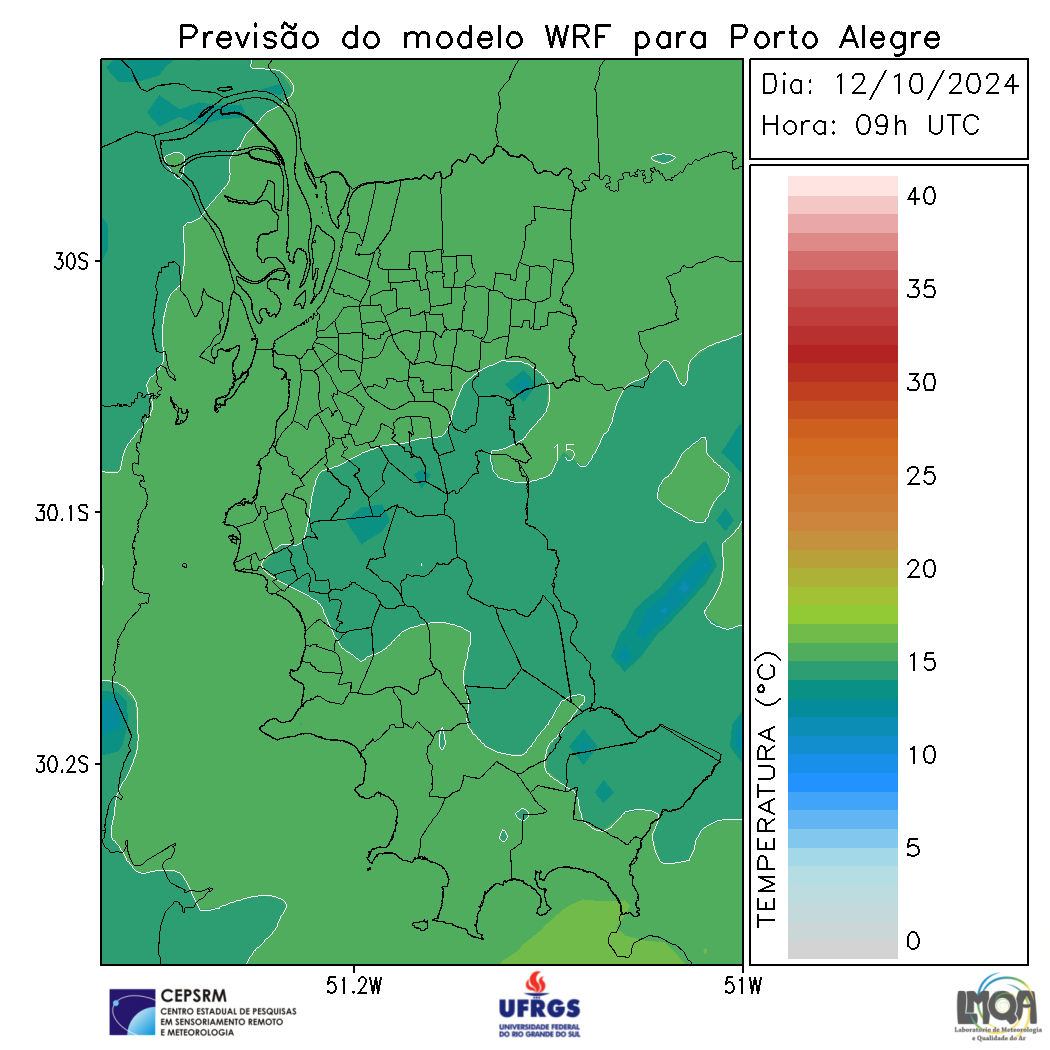 Previsão do modelo WRF para Porto Alegre
Dia: 12/10/2024
Hora: 09h UTC
30S
30.1S
30.2S
51.2W
51W
15
TEMPERATURA (°C)
40
35
30
25
20
15
10
5
0
CEPSRM
CENTRO ESTADUAL DE PESQUISAS
EM SENSORIAMENTO REMOTO
E METEOROLOGIA
UFRGS
UNIVERSIDADE FEDERAL
DO RIO GRANDE DO SUL
LMQA
Laboratório de Meteorologia
e Qualidade do Ar